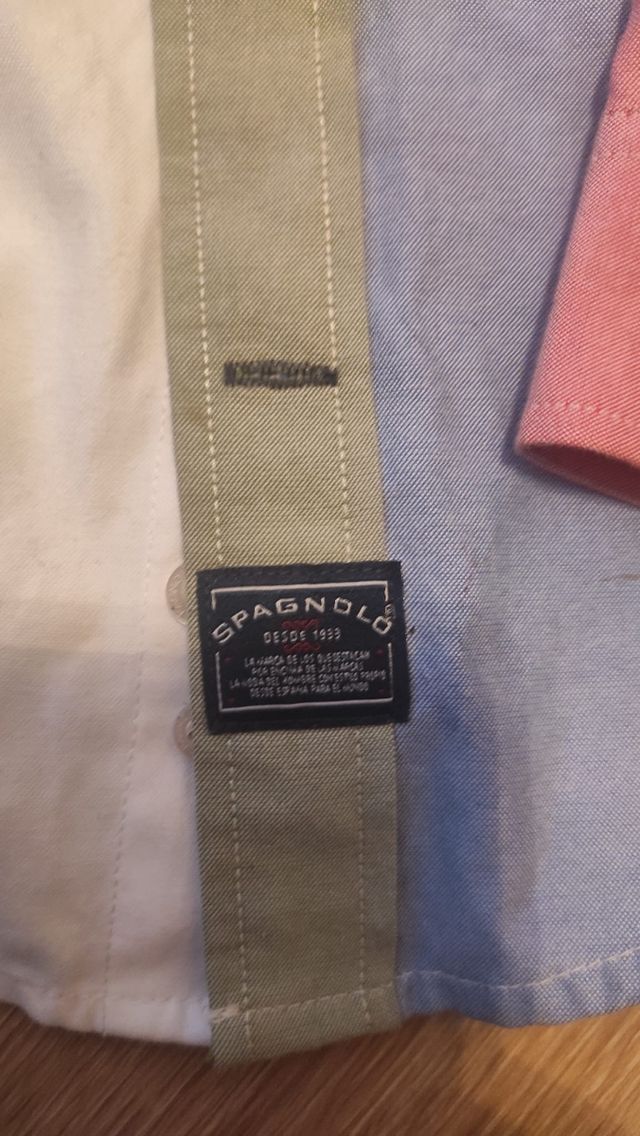 SPAGNOLO®
DESDE 1933
LA MARCA DE LOS QUE DESTACAN
POR ENCIMA DE LAS MARCAS
LA MODA DEL HOMBRE CON ESTILO PROPIO
DESDE ESPAÑA PARA EL MUNDO